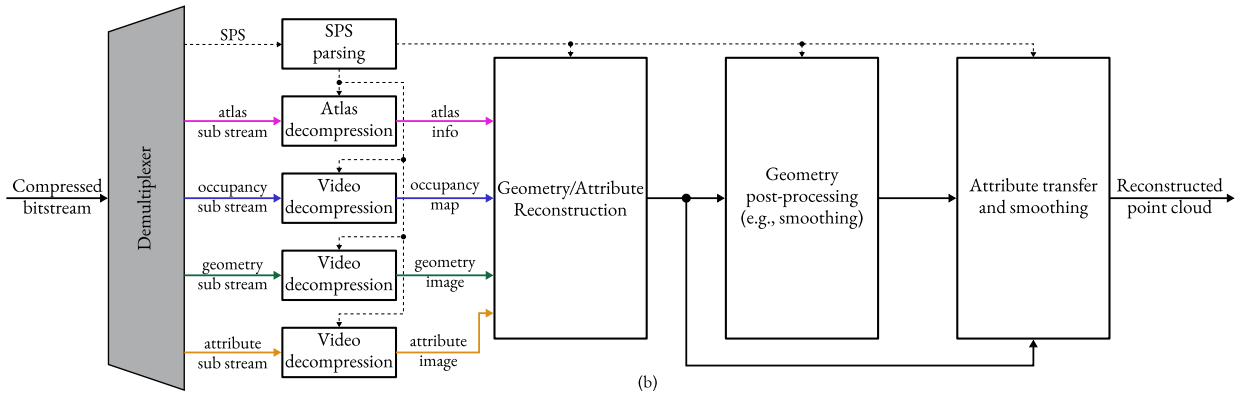 SPS
SPS
parsing
atlas
sub stream
Atlas
decompression
atlas
info
Compressed
bitstream
Demultiplexer
occupancy
sub stream
Video
decompression
occupancy
map
Geometry/Attribute
Reconstruction
Geometry
post-processing
(e.g., smoothing)
Attribute transfer
and smoothing
Reconstructed
point cloud
geometry
sub stream
Video
decompression
geometry
image
attribute
sub stream
Video
decompression
attribute
image
(b)